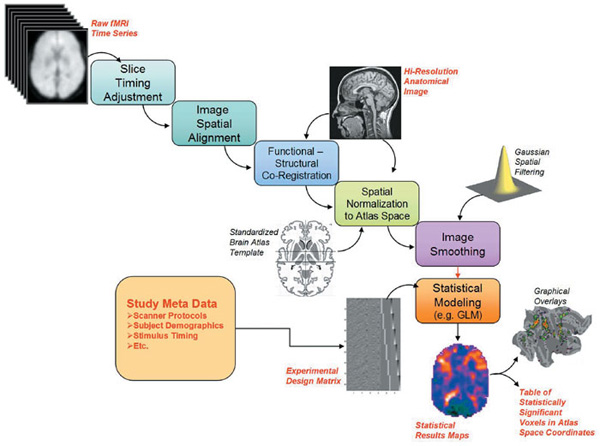 Raw fMRI
Time Series
Slice
Timing
Adjustment
Image
Spatial
Alignment
Hi-Resolution
Anatomical
Image
Functional –
Structural
Co-Registration
Gaussian
Spatial
Filtering
Spatial
Normalization
to Atlas Space
Standardized
Brain Atlas
Template
Image
Smoothing
Study Meta Data
➢Scanner Protocols
➢Subject Demographics
➢Stimulus Timing
➢Etc.
Statistical
Modeling
(e.g. GLM)
Graphical
Overlays
Experimental
Design Matrix
Statistical
Results Maps
Table of
Statistically
Significant
Voxels in Atlas
Space Coordinates